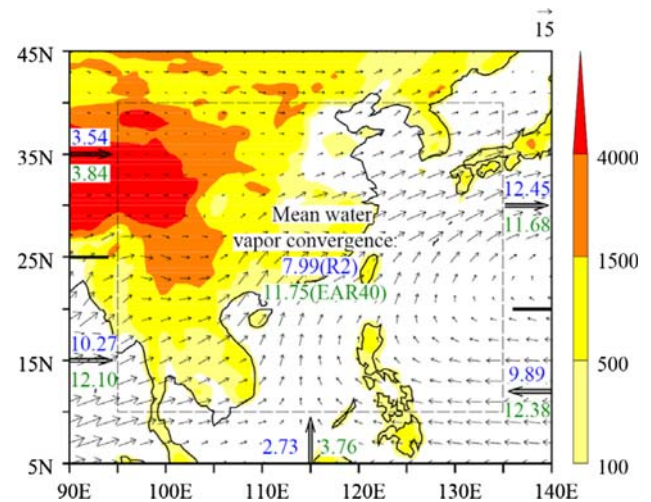 15
45N
35N
25N
15N
5N
90E
100E
110E
120E
130E
140E
3.54
3.84
10.27
12.10
2.73
3.76
12.45
11.68
9.89
12.38
Mean water
vapor convergence:
7.99(R2)
11.75(EAR40)
4000
1500
500
100